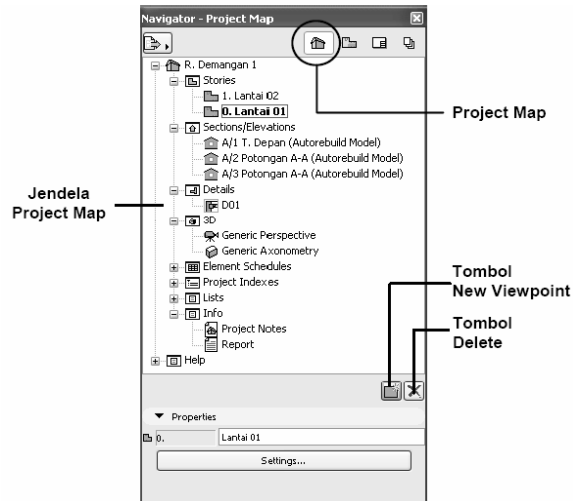 Navigator - Project Map
R. Demangan 1
Stories
1. Lantai 02
0. Lantai 01
Sections/Elevations
A/1 T. Depan (Autorebuild Model)
A/2 Potongan A-A (Autorebuild Model)
A/3 Potongan A-A (Autorebuild Model)
Details
D01
3D
Generic Perspective
Generic Axonometry
Element Schedules
Project Indexes
Lists
Info
Project Notes
Report
Help
Properties
0.
Lantai 01
Settings...
Jendela
Project Map
Project Map
Tombol
New Viewpoint
Tombol
Delete